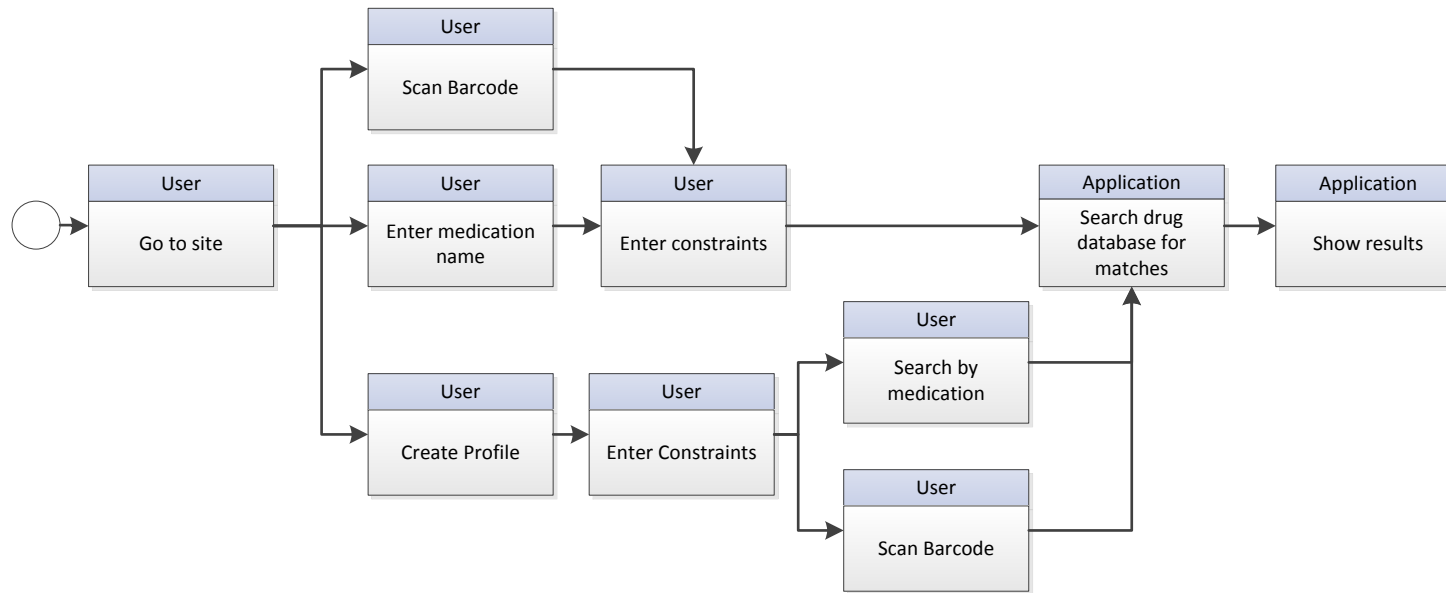 User
Scan Barcode
User
Go to site
User
Enter medication
name
User
Enter constraints
Application
Search drug
database for
matches
Application
Show results
User
Search by
medication
User
Create Profile
User
Enter Constraints
User
Scan Barcode